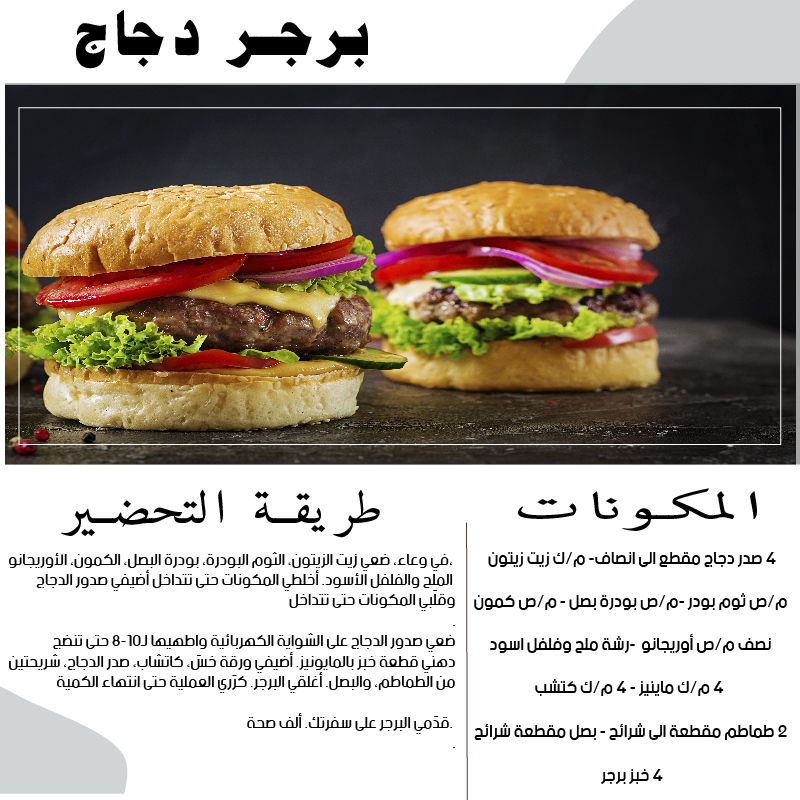 برجر دجاج
المكونات
4 صدر دجاج مقطع الى انصاف- م/ك زيت زيتون
م/ص ثوم بودر -م/ص بودرة بصل - م/ص كمون
نصف م/ص أوريجانو -رشة ملح وفلفل اسود
4 م/ك ماينيز - 4 م/ك كتشب
2 طماطم مقطعة الى شرائح - بصل مقطعة شرائح
4 خبز برجر
طريقة التحضير
،في وعاء، ضعي زيت الزيتون، الثوم البودرة، بودرة البصل، الكمون، الأوريجانو
الملح والفلفل الأسود. أخلطي المكونات حتى تتداخل أضيفي صدور الدجاج
وقلّبي المكونات حتى تتداخل
.
ضعي صدور الدجاج على الشواية الكهربائية واطهيها لـ10-8 حتى تنضج
دهني قطعة خبز بالمايونيز. أضيفي ورقة خسّ، كاتشاب، صدر الدجاج، شريحتين
من الطماطم، والبصل. أغلقي البرجر. كرّري العملية حتى انتهاء الكمية
.قدّمي البرجر على سفرتك. ألف صحة
.